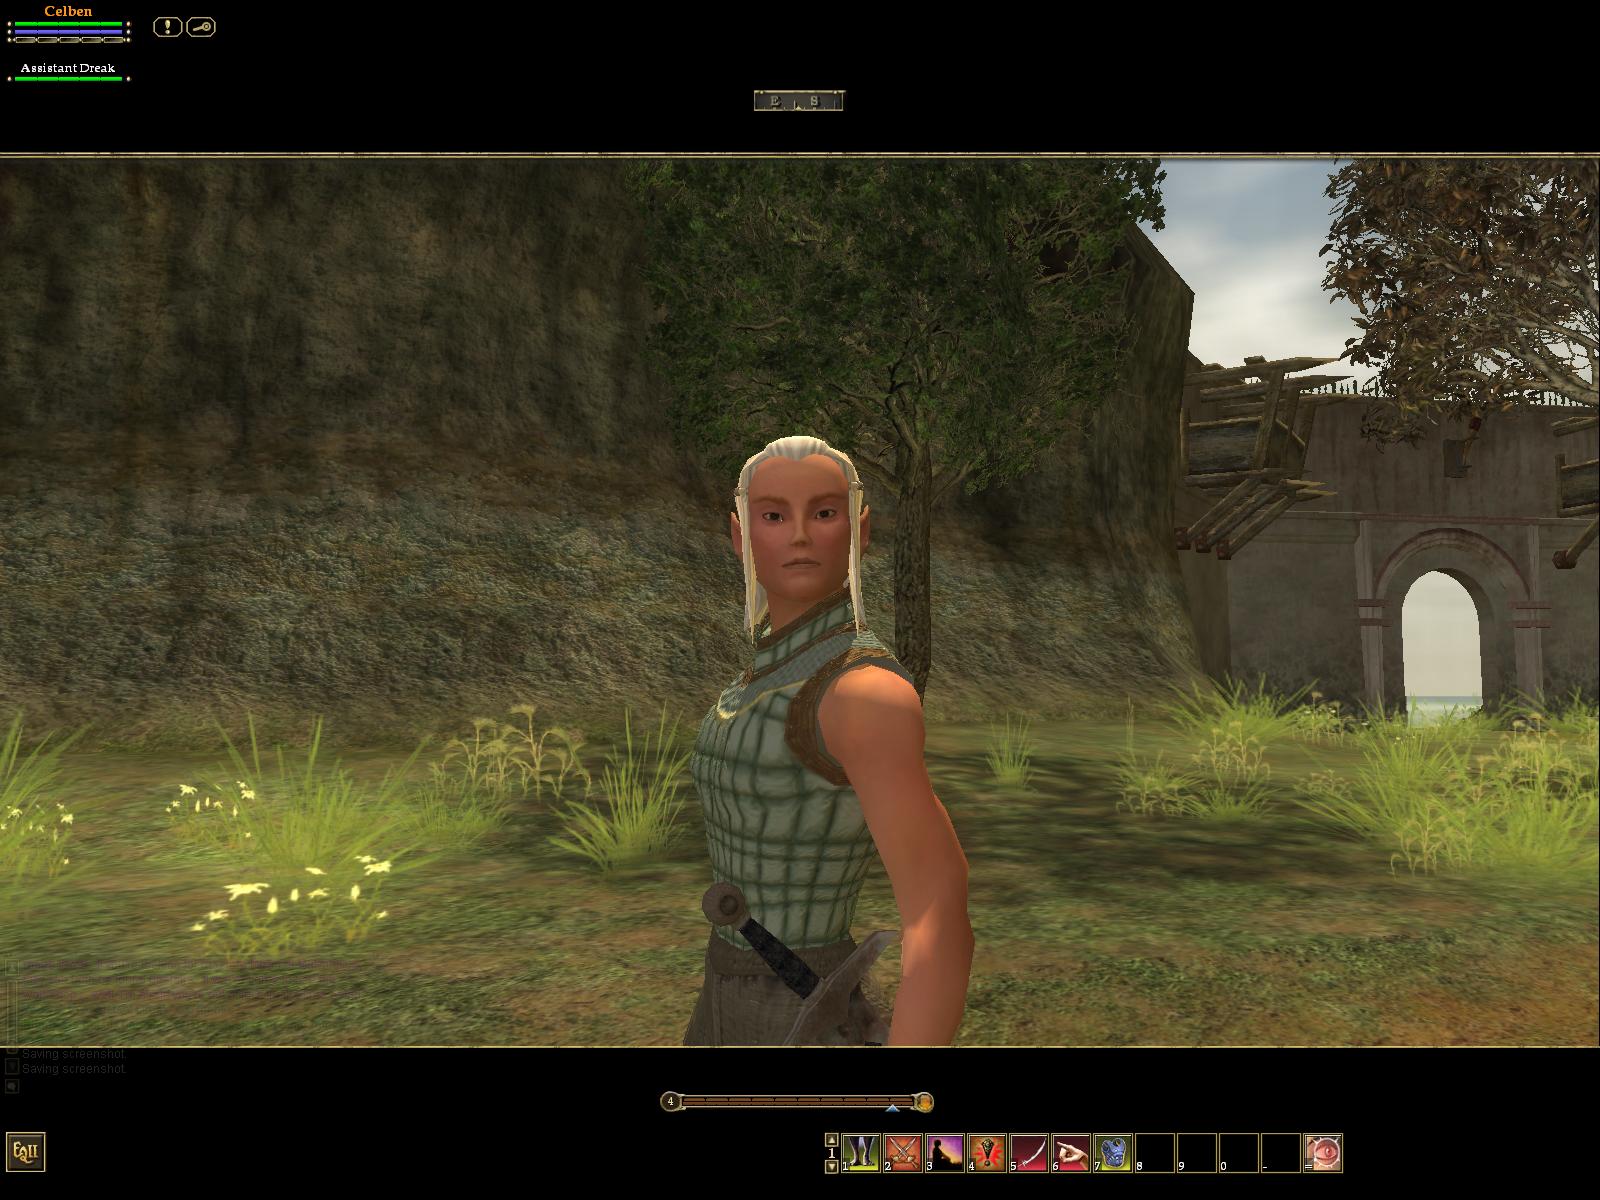 Celben
Assistant Dreak
E S
Saving screenshot.
Saving screenshot.
4
EQII
1
1 2 3 4 5 6 7 8 9 0 - =